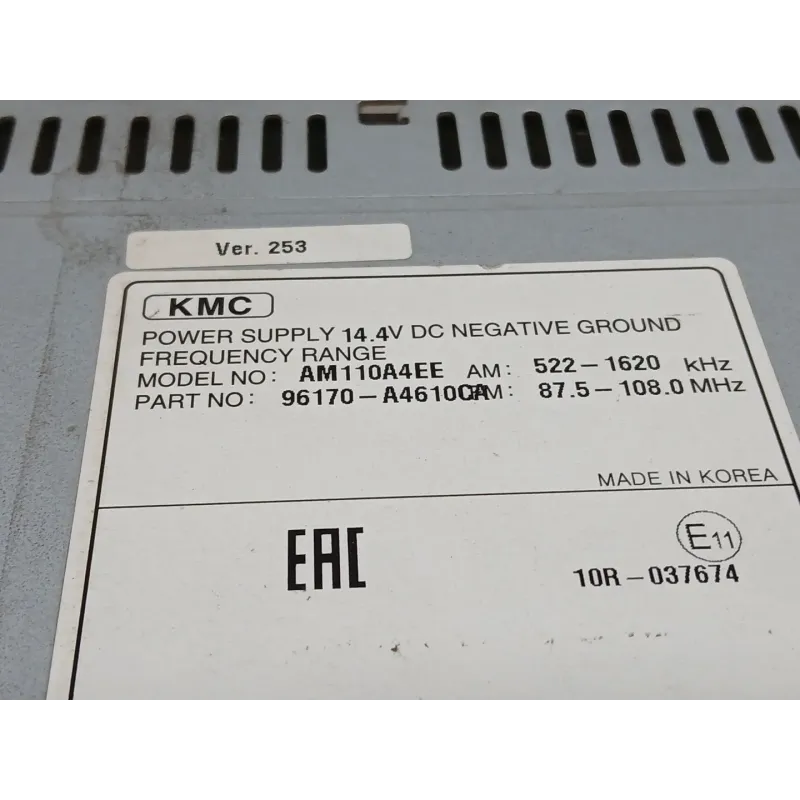 Ver. 253
KMC
POWER SUPPLY 14.4V DC NEGATIVE GROUND
FREQUENCY RANGE
MODEL NO: AM110A4EE AM: 522-1620 kHz
PART NO: 96170-A4610CA FM: 87.5-108.0 MHz
MADE IN KOREA
EAC
E11
10R-037674